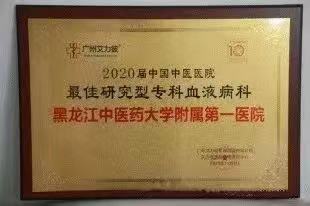 广州艾力彼
10
2020届中国中医医院
最佳研究型专科血液病科
黑龙江中医药大学附属第一医院